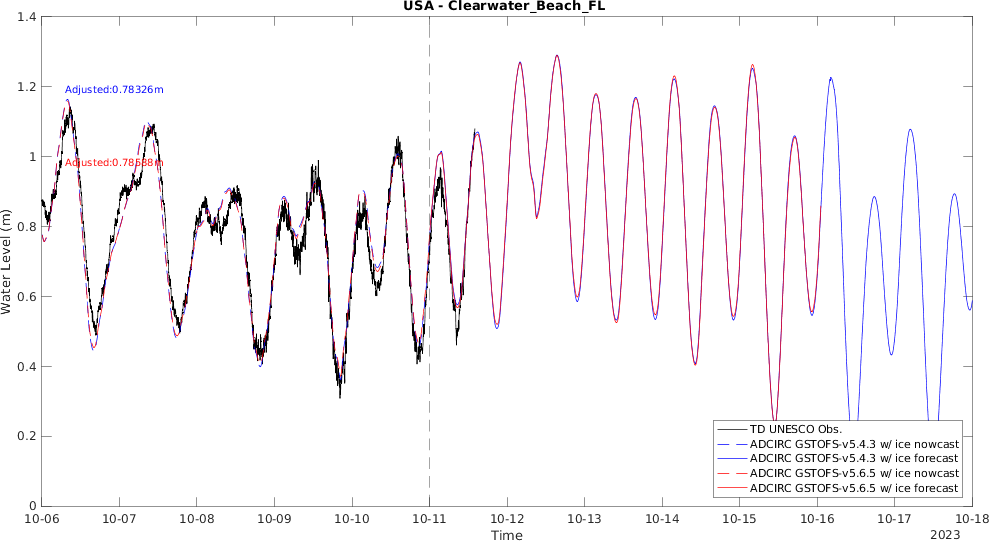 USA - Clearwater_Beach_FL
1.4
1.2
1
0.8
0.6
0.4
0.2
0
Water Level (m)
Adjusted:0.78326m
Adjusted:0.78538m
TD UNESCO Obs.
ADCIRC GSTOFS-v5.4.3 w/ ice nowcast
ADCIRC GSTOFS-v5.4.3 w/ ice forecast
ADCIRC GSTOFS-v5.6.5 w/ ice nowcast
ADCIRC GSTOFS-v5.6.5 w/ ice forecast
10-06 10-07 10-08 10-09 10-10 10-11 10-12 10-13 10-14 10-15 10-16 10-17 10-18
Time
2023